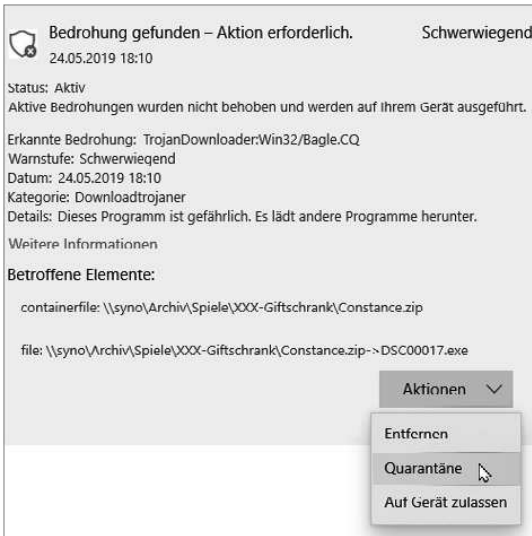 Bedrohung gefunden – Aktion erforderlich. Schwerwiegend
24.05.2019 18:10
Status: Aktiv
Aktive Bedrohungen wurden nicht behoben und werden auf Ihrem Gerät ausgeführt.
Erkannte Bedrohung: TrojanDownloader:Win32/Bagle.CQ
Warnstufe: Schwerwiegend
Datum: 24.05.2019 18:10
Kategorie: Downloadtrojaner
Details: Dieses Programm ist gefährlich. Es lädt andere Programme herunter.
Weitere Informationen
Betroffene Elemente:
containerfile: \\syno\Archiv\Spiele\XXX-Giftschrank\Constance.zip
file: \\syno\Archiv\Spiele\XXX-Giftschrank\Constance.zip->DSC00017.exe
Aktionen
Entfernen
Quarantäne
Auf Gerät zulassen